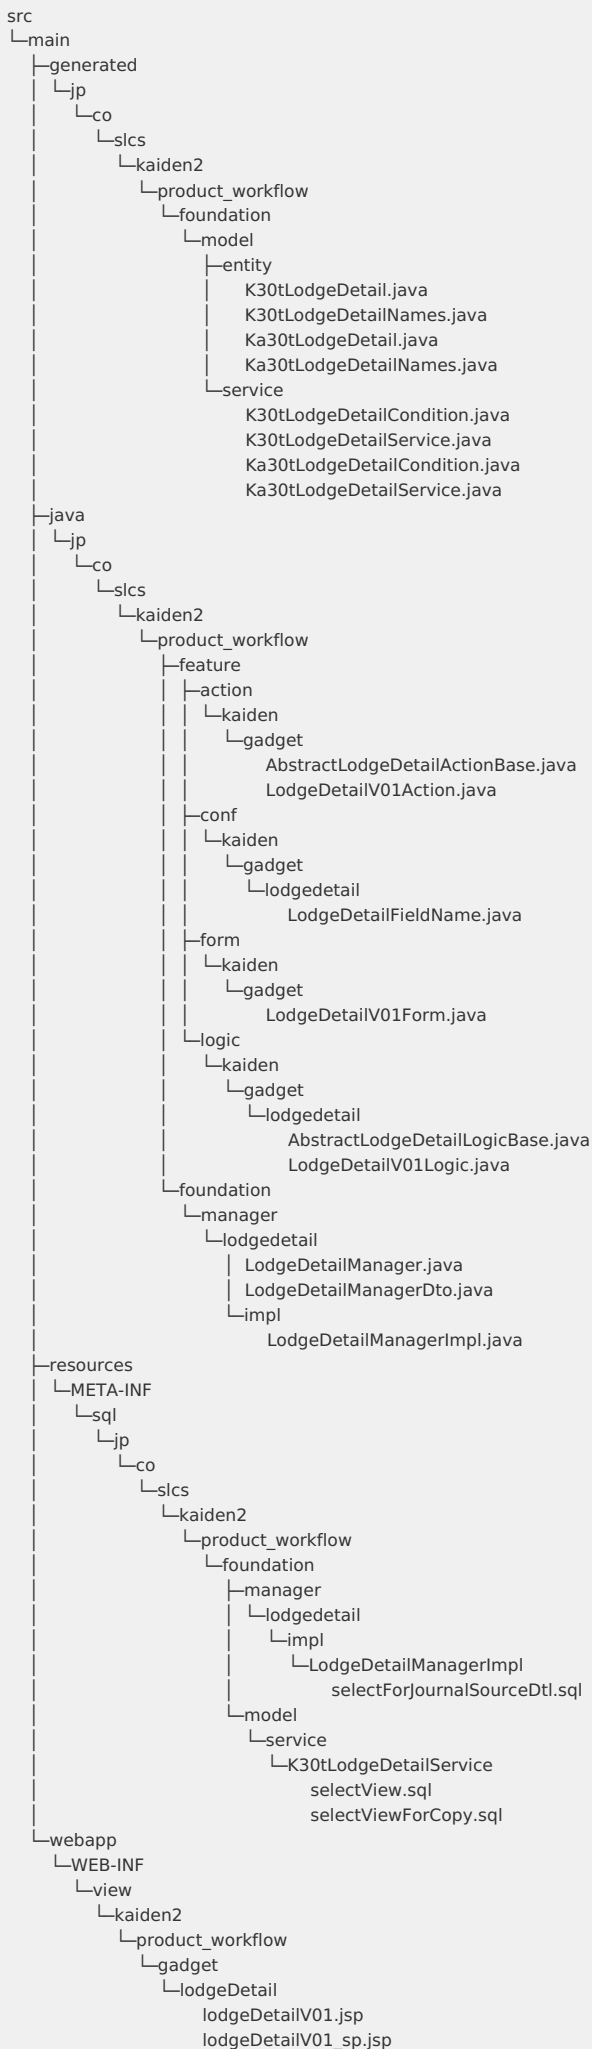 src
└─main
├─generated
│ └─jp
│ └─co
│ └─slcs
│ └─kaiden2
│ └─product_workflow
│ └─foundation
│ └─model
│ ├─entity
│ │ K30tLodgeDetail.java
│ │ K30tLodgeDetailNames.java
│ │ Ka30tLodgeDetail.java
│ │ Ka30tLodgeDetailNames.java
│ └─service
│ K30tLodgeDetailCondition.java
│ K30tLodgeDetailService.java
│ Ka30tLodgeDetailCondition.java
│ Ka30tLodgeDetailService.java
├─java
│ └─jp
│ └─co
│ └─slcs
│ └─kaiden2
│ └─product_workflow
│ ├─feature
│ │ ├─action
│ │ │ └─kaiden
│ │ │ └─gadget
│ │ │ AbstractLodgeDetailActionBase.java
│ │ │ LodgeDetailV01Action.java
│ │ ├─conf
│ │ │ └─kaiden
│ │ │ └─gadget
│ │ │ └─lodgedetail
│ │ │ LodgeDetailFieldName.java
│ │ ├─form
│ │ │ └─kaiden
│ │ │ └─gadget
│ │ │ LodgeDetailV01Form.java
│ │ └─logic
│ │ └─kaiden
│ │ └─gadget
│ │ └─lodgedetail
│ │ AbstractLodgeDetailLogicBase.java
│ │ LodgeDetailV01Logic.java
│ └─foundation
│ └─manager
│ └─lodgedetail
│ │ LodgeDetailManager.java
│ │ LodgeDetailManagerDto.java
│ └─impl
│ LodgeDetailManagerImpl.java
├─resources
│ └─META-INF
│ └─sql
│ └─jp
│ └─co
│ └─slcs
│ └─kaiden2
│ └─product_workflow
│ └─foundation
│ ├─manager
│ │ └─lodgedetail
│ │ └─impl
│ │ └─LodgeDetailManagerImpl
│ │ selectForJournalSourceDtl.sql
│ └─model
│ └─service
│ └─K30tLodgeDetailService
│ selectView.sql
│ selectViewForCopy.sql
└─webapp
└─WEB-INF
└─view
└─kaiden2
└─product_workflow
└─gadget
└─lodgeDetail
lodgeDetailV01.jsp
lodgeDetailV01_sp.jsp